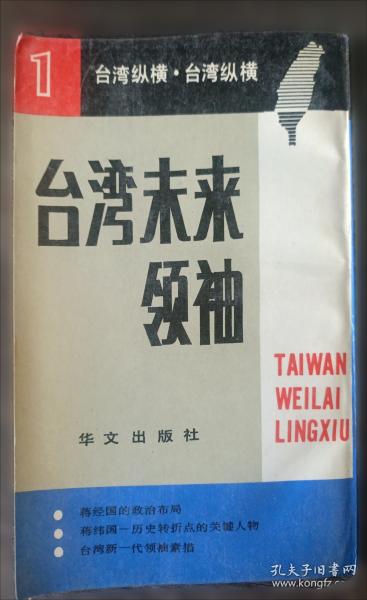 1
台湾纵横·台湾纵横
台湾未来
领袖
TAIWAN
WEILAI
LINGXIU
华文出版社
蒋经国的政治布局
蒋纬国－历史转折点的关键人物
台湾新一代领袖素描
孔夫子旧书网
www.kongfz.com